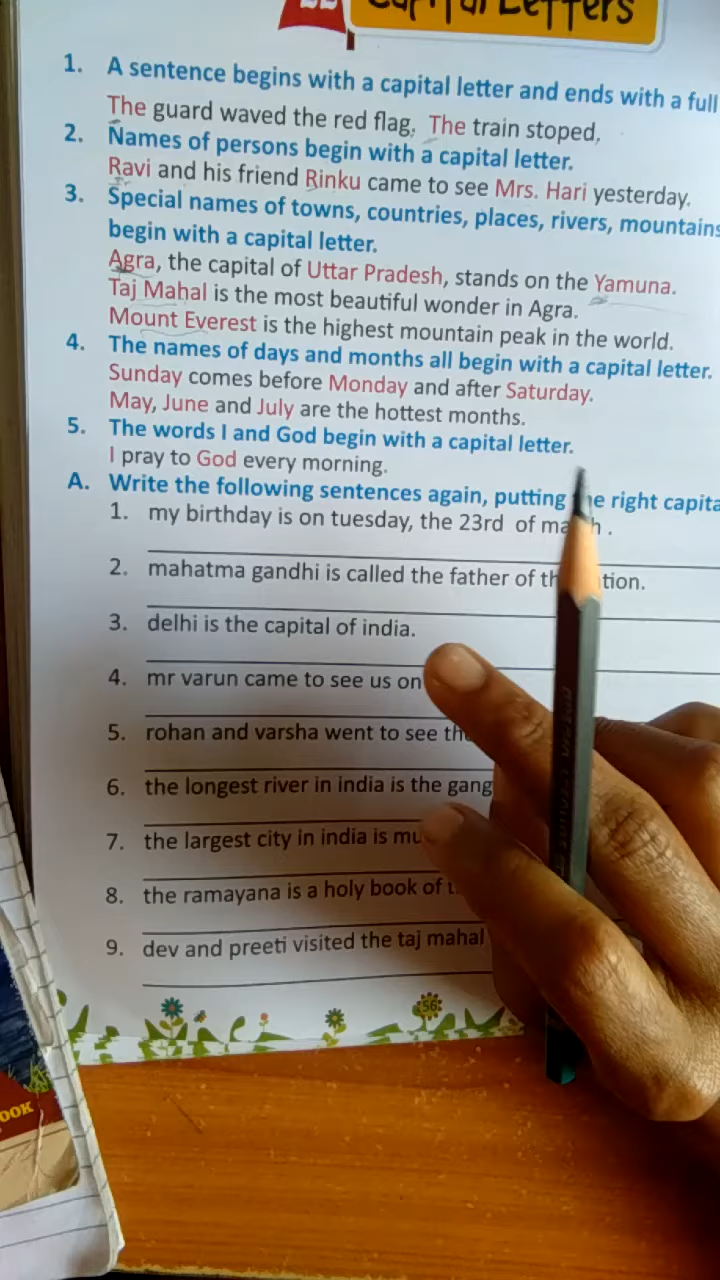 Capital Letters
1. A sentence begins with a capital letter and ends with a full
The guard waved the red flag, The train stoped,
2. Names of persons begin with a capital letter.
Ravi and his friend Rinku came to see Mrs. Hari yesterday.
3. Special names of towns, countries, places, rivers, mountains
begin with a capital letter.
Agra, the capital of Uttar Pradesh, stands on the Yamuna.
Taj Mahal is the most beautiful wonder in Agra.
Mount Everest is the highest mountain peak in the world.
4. The names of days and months all begin with a capital letter.
Sunday comes before Monday and after Saturday.
May, June and July are the hottest months.
5. The words I and God begin with a capital letter.
I pray to God every morning.
A. Write the following sentences again, putting the right capita
1. my birthday is on tuesday, the 23rd of march .
2. mahatma gandhi is called the father of the nation.
3. delhi is the capital of india.
4. mr varun came to see us on
5. rohan and varsha went to see the
6. the longest river in india is the gang
7. the largest city in india is mu
8. the ramayana is a holy book of
9. dev and preeti visited the taj mahal
56
OOK